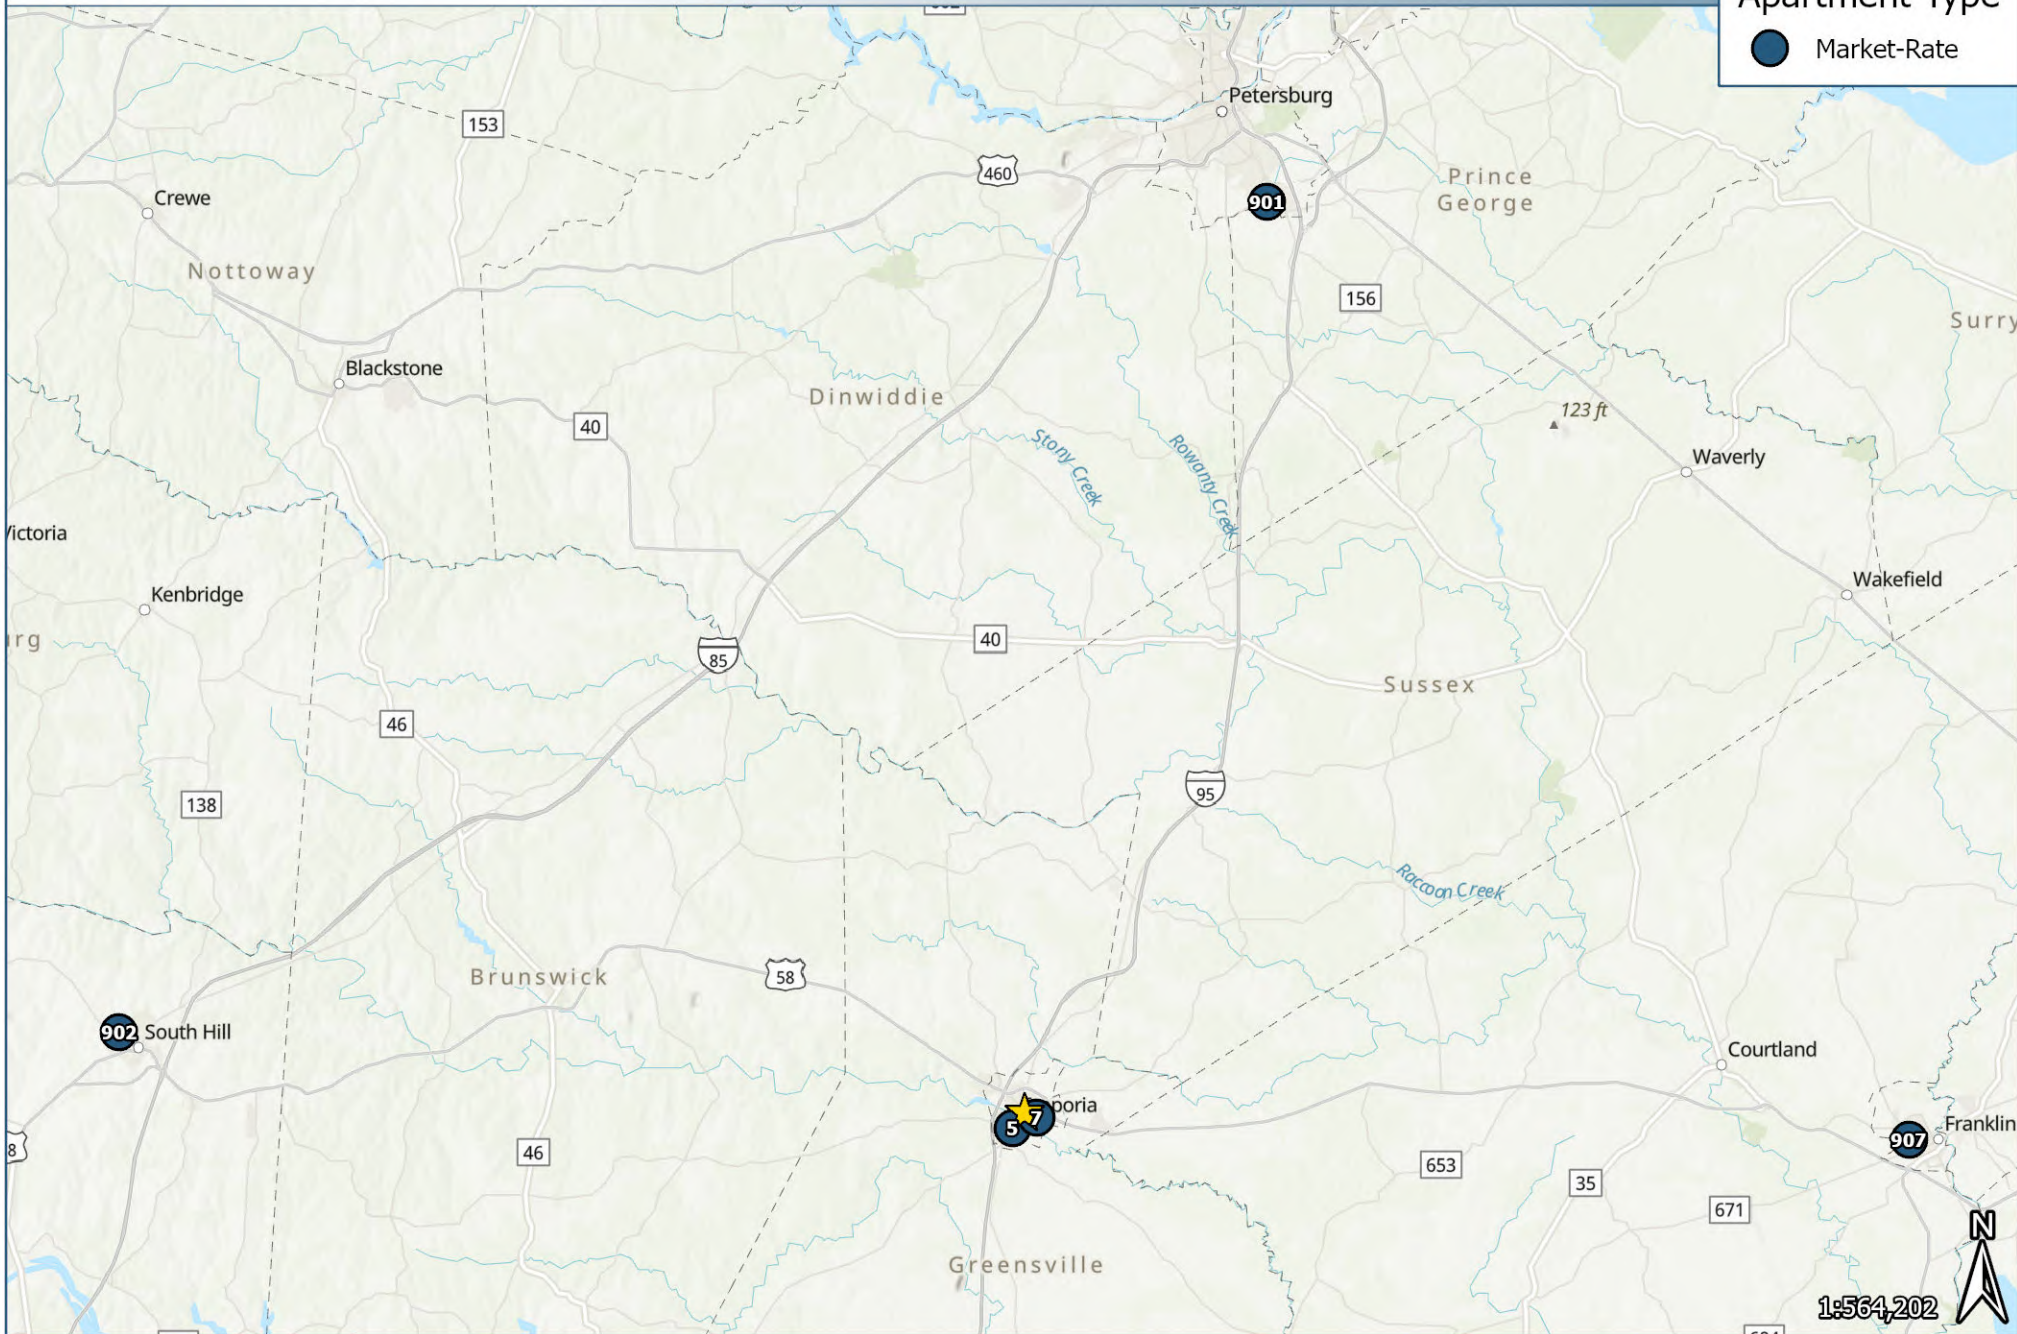 Apartment Type
Market-Rate
Petersburg
153
460
Prince
George
Crewe
901
Nottoway
156
Surry
Blackstone
Dinwiddie
123 ft
40
Stony Creek
Rowanty Creek
Waverly
Victoria
Wakefield
Kenbridge
40
urg
85
Sussex
46
95
138
Raccoon Creek
58
Brunswick
902
South Hill
Courtland
poria
7
5
Franklin
907
8
46
653
35
671
N
Greensville
1:564,202